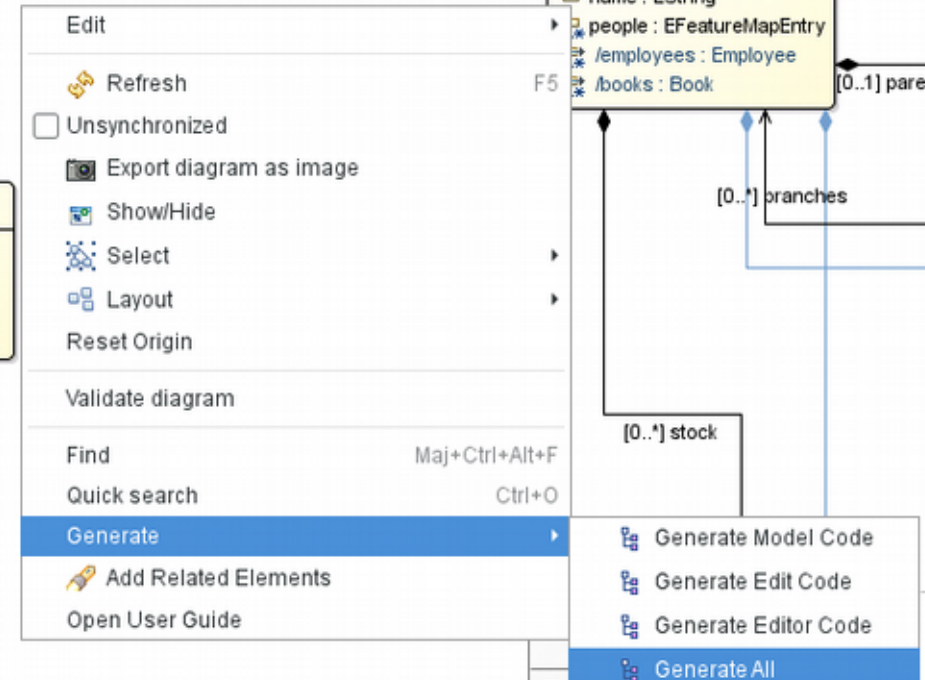 name : EString
people : EFeatureMapEntry
/employees : Employee
/books : Book
[0..1] pare
[0..*] branches
[0..*] stock
Edit
Refresh F5
Unsynchronized
Export diagram as image
Show/Hide
Select
Layout
Reset Origin
Validate diagram
Find Maj+Ctrl+Alt+F
Quick search Ctrl+O
Generate
Add Related Elements
Open User Guide
Generate Model Code
Generate Edit Code
Generate Editor Code
Generate All